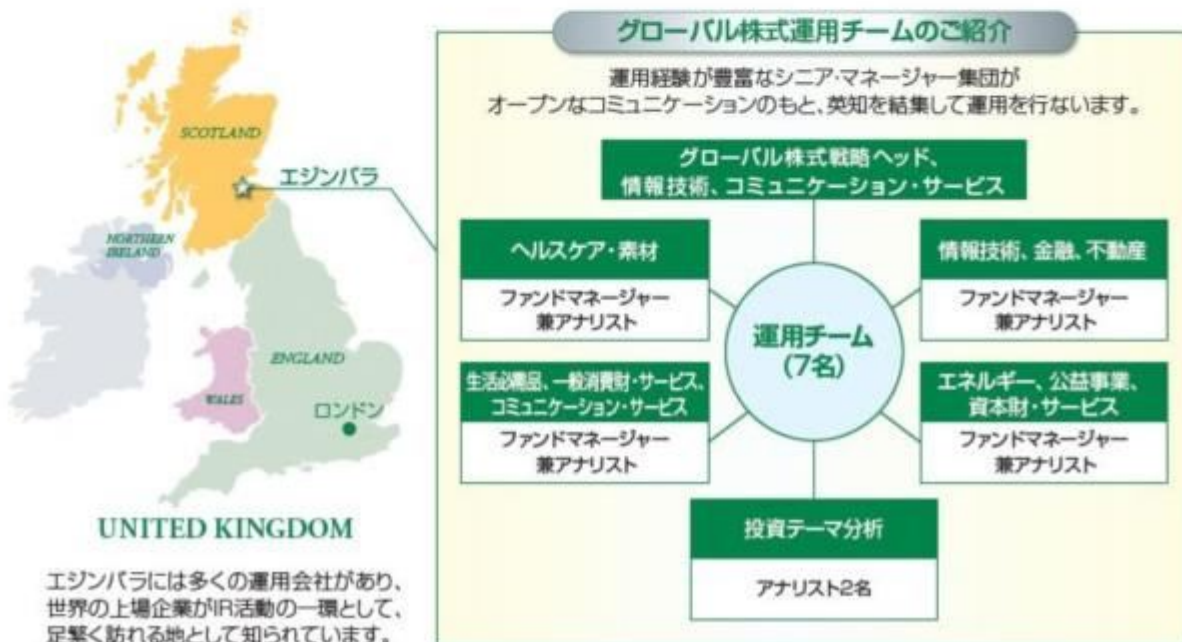 SCOTLAND
エジンバラ
NORTHERN
IRELAND
ENGLAND
WALES
ロンドン
UNITED KINGDOM
エジンバラには多くの運用会社があり、
世界の上場企業がIR活動の一環として、
足繁く訪れる地として知られています。
グローバル株式運用チームのご紹介
運用経験が豊富なシニア・マネージャー集団が
オープンなコミュニケーションのもと、英知を結集して運用を行ないます。
グローバル株式戦略ヘッド、
情報技術、コミュニケーション・サービス
ヘルスケア・素材
ファンドマネージャー
兼アナリスト
情報技術、金融、不動産
ファンドマネージャー
兼アナリスト
運用チーム
(7名)
生活必需品、一般消費財・サービス、
コミュニケーション・サービス
ファンドマネージャー
兼アナリスト
エネルギー、公益事業、
資本財・サービス
ファンドマネージャー
兼アナリスト
投資テーマ分析
アナリスト2名